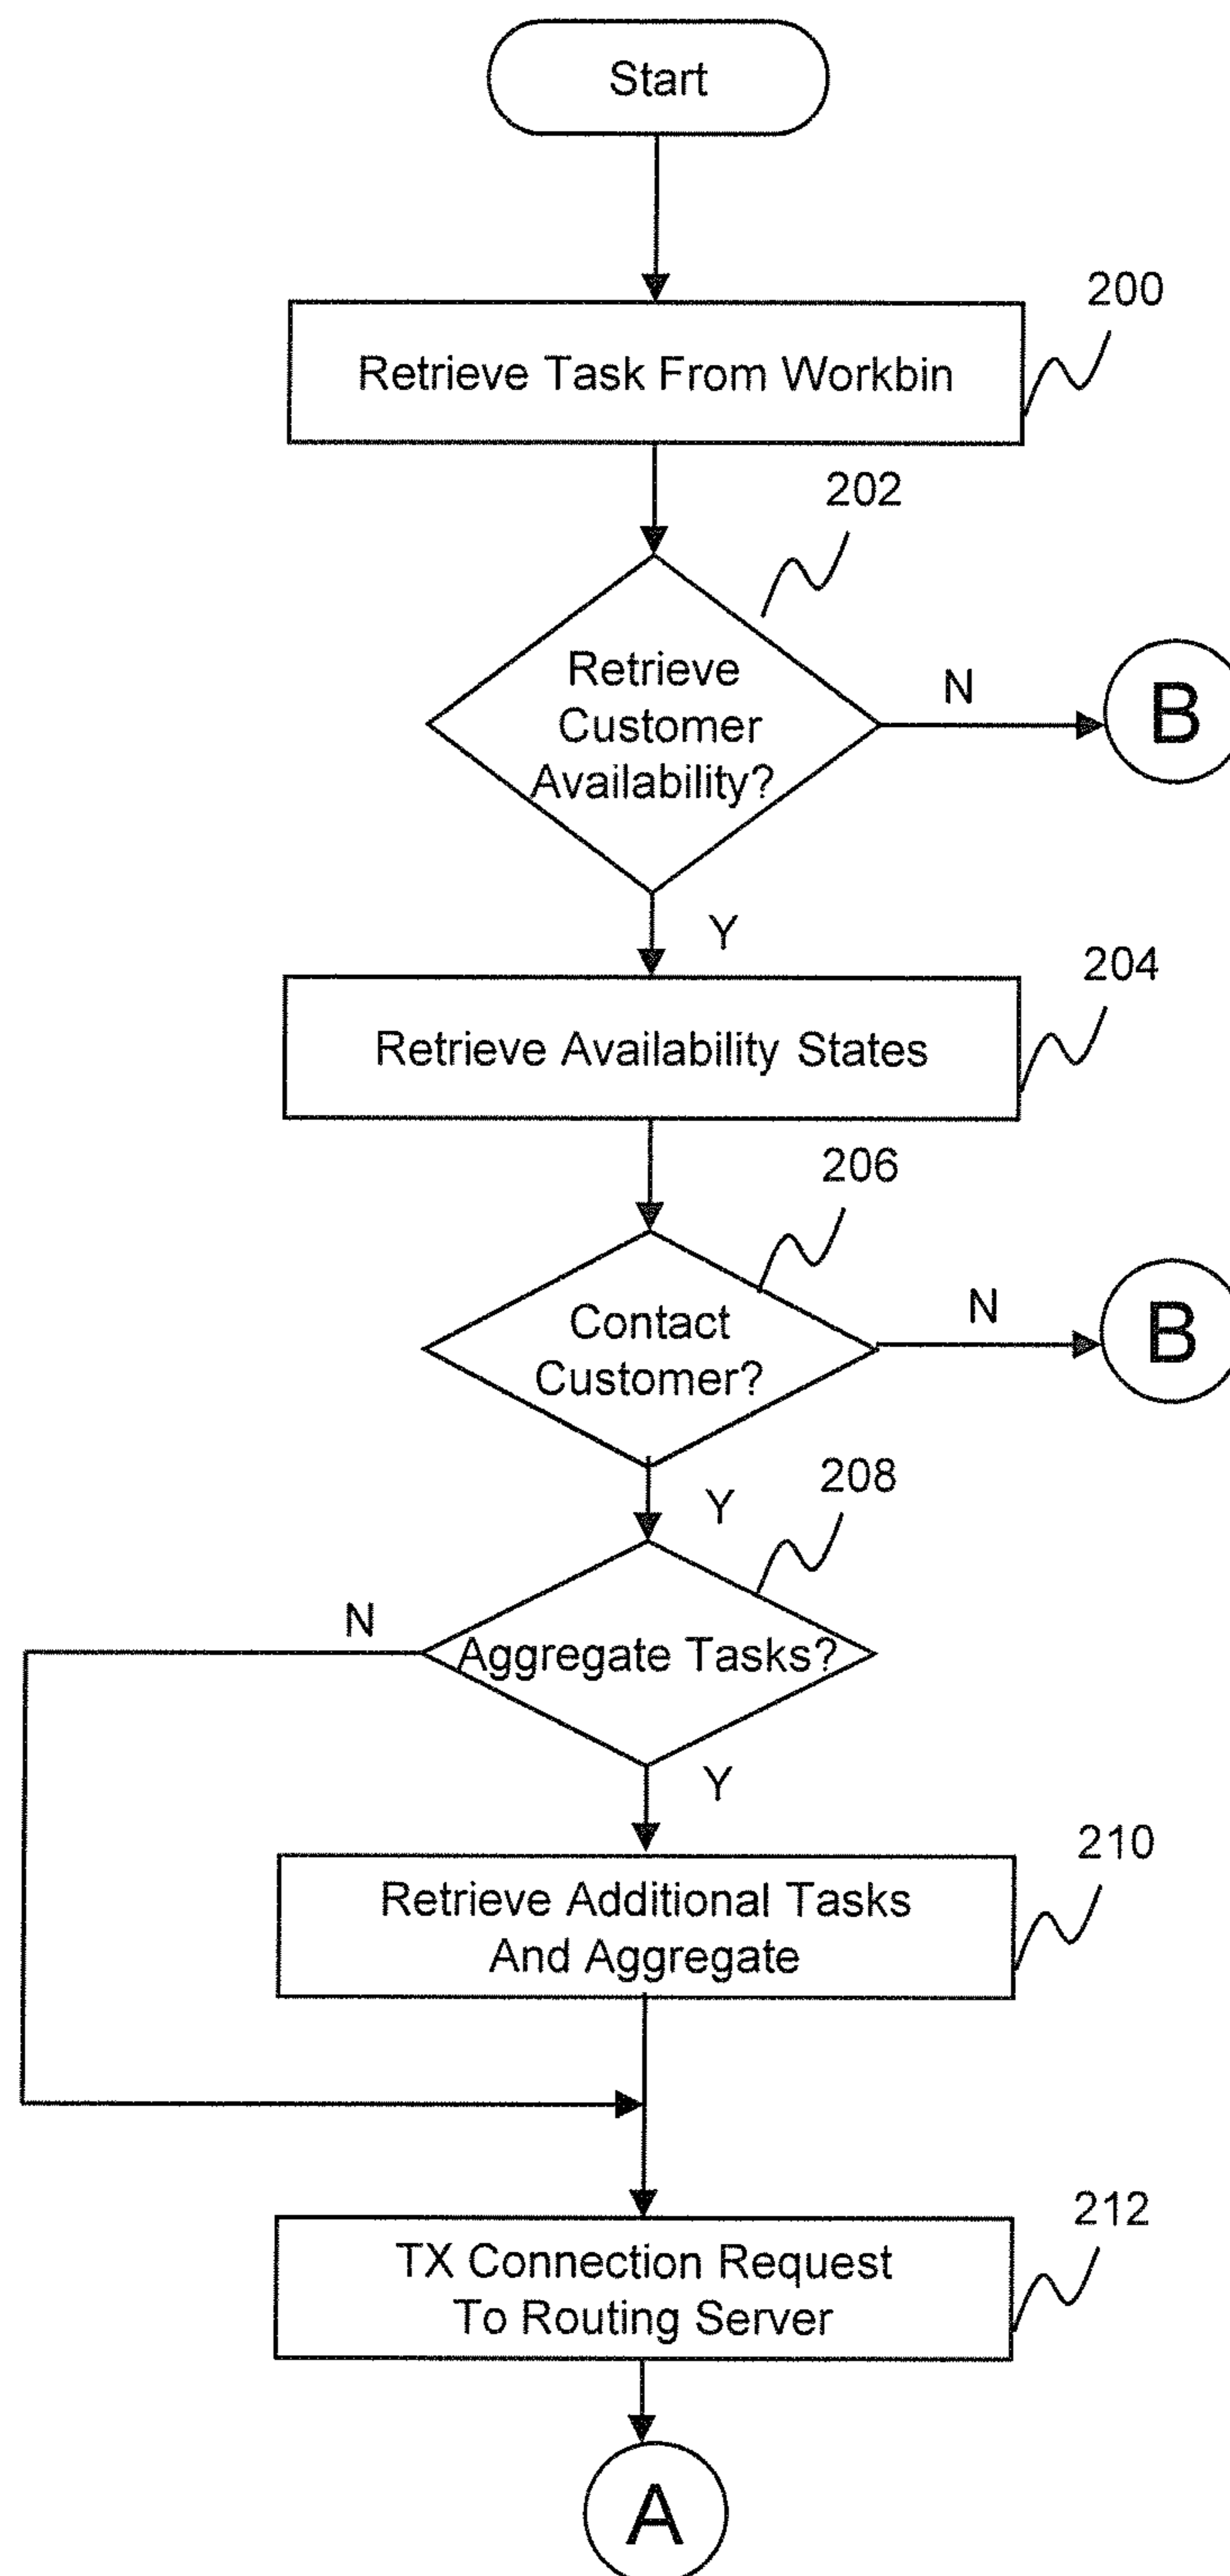 Start
200
Retrieve Task From Workbin
202
Retrieve
Customer
Availability?
N
B
Y
204
Retrieve Availability States
206
Contact
Customer?
N
B
Y
208
N
Aggregate Tasks?
Y
210
Retrieve Additional Tasks
And Aggregate
212
TX Connection Request
To Routing Server
A